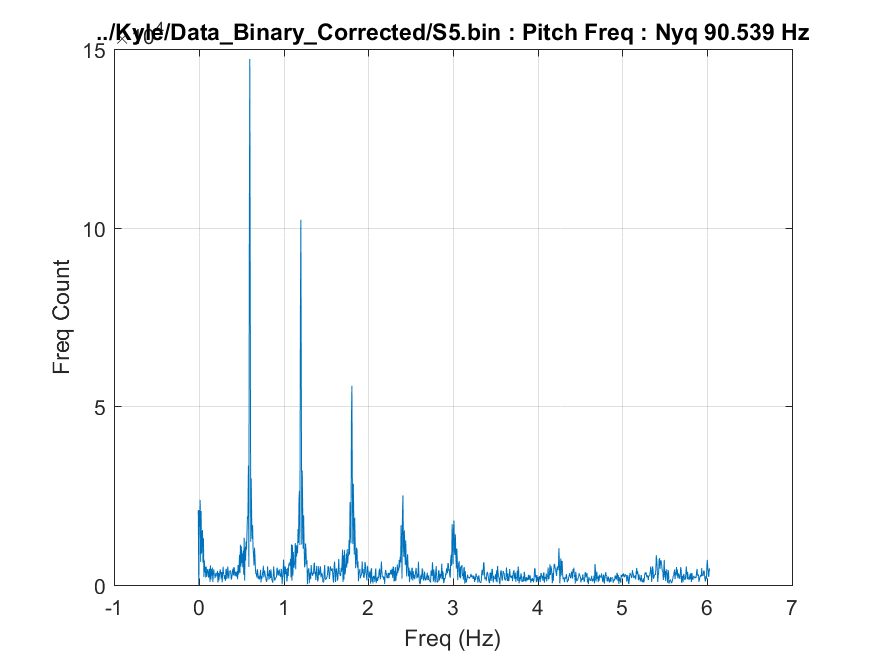 ../Kyle/Data_Binary_Corrected/S5.bin : Pitch Freq : Nyq 90.539 Hz
×10⁴
15
10
5
0
Freq Count
-1 0 1 2 3 4 5 6 7
Freq (Hz)